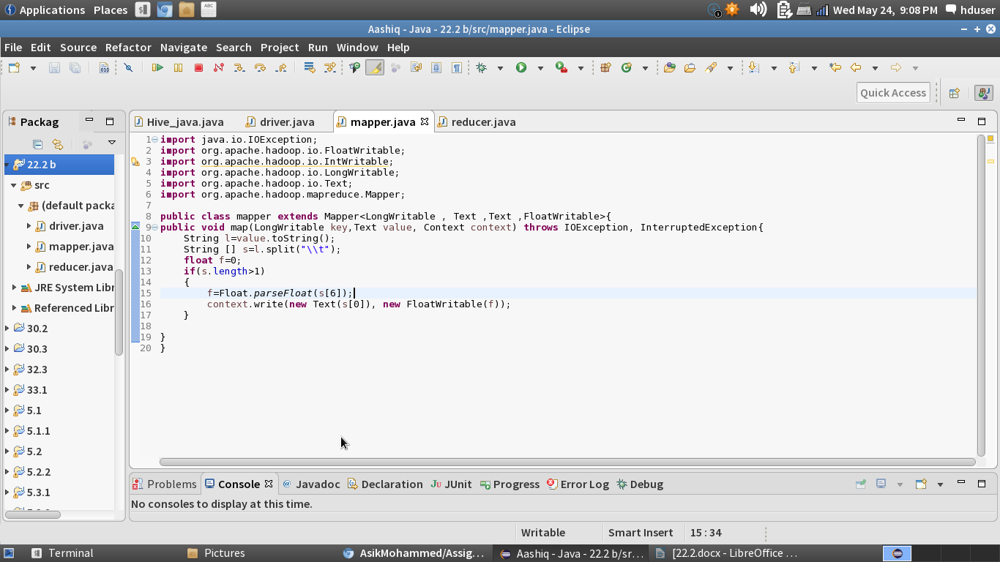 Applications Places Wed May 24, 9:08 PM hduser
Aashiq - Java - 22.2 b/src/mapper.java - Eclipse
File Edit Source Refactor Navigate Search Project Run Window Help
Quick Access
Packag
22.2 b
src
(default packa
driver.java
mapper.java
reducer.java
JRE System Libr
Referenced Libr
30.2
30.3
32.3
33.1
5.1
5.1.1
5.2
5.2.2
5.3.1
Hive_java.java driver.java mapper.java reducer.java
1 import java.io.IOException;
2 import org.apache.hadoop.io.FloatWritable;
3 import org.apache.hadoop.io.IntWritable;
4 import org.apache.hadoop.io.LongWritable;
5 import org.apache.hadoop.io.Text;
6 import org.apache.hadoop.mapreduce.Mapper;
7
8 public class mapper extends Mapper<LongWritable , Text ,Text ,FloatWritable>{
9 public void map(LongWritable key,Text value, Context context) throws IOException, InterruptedException{
10 String l=value.toString();
11 String [] s=l.split("\\t");
12 float f=0;
13 if(s.length>1)
14 {
15 f=Float.parseFloat(s[6]);
16 context.write(new Text(s[0]), new FloatWritable(f));
17 }
18
19 }
20 }
Problems Console Javadoc Declaration JUnit Progress Error Log Debug
No consoles to display at this time.
Writable Smart Insert 15 : 34
Terminal Pictures AsikMohammed/Assig... Aashiq - Java - 22.2 b/sr... [22.2.docx - LibreOffice ...